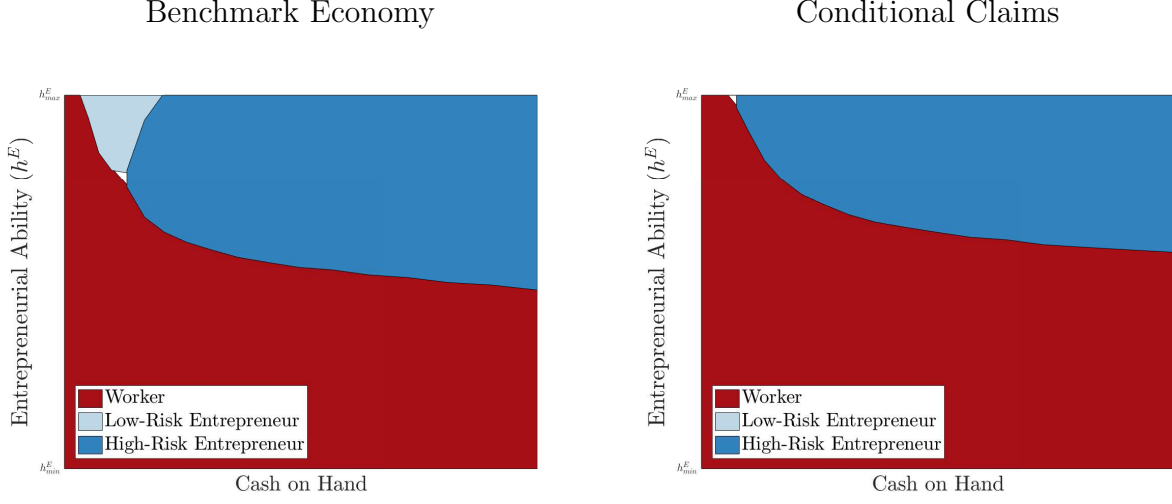 Benchmark Economy
h^E_max
Entrepreneurial Ability (h^E)
Worker
Low-Risk Entrepreneur
High-Risk Entrepreneur
h^E_min
Cash on Hand
Conditional Claims
h^E_max
Entrepreneurial Ability (h^E)
Worker
Low-Risk Entrepreneur
High-Risk Entrepreneur
h^E_min
Cash on Hand